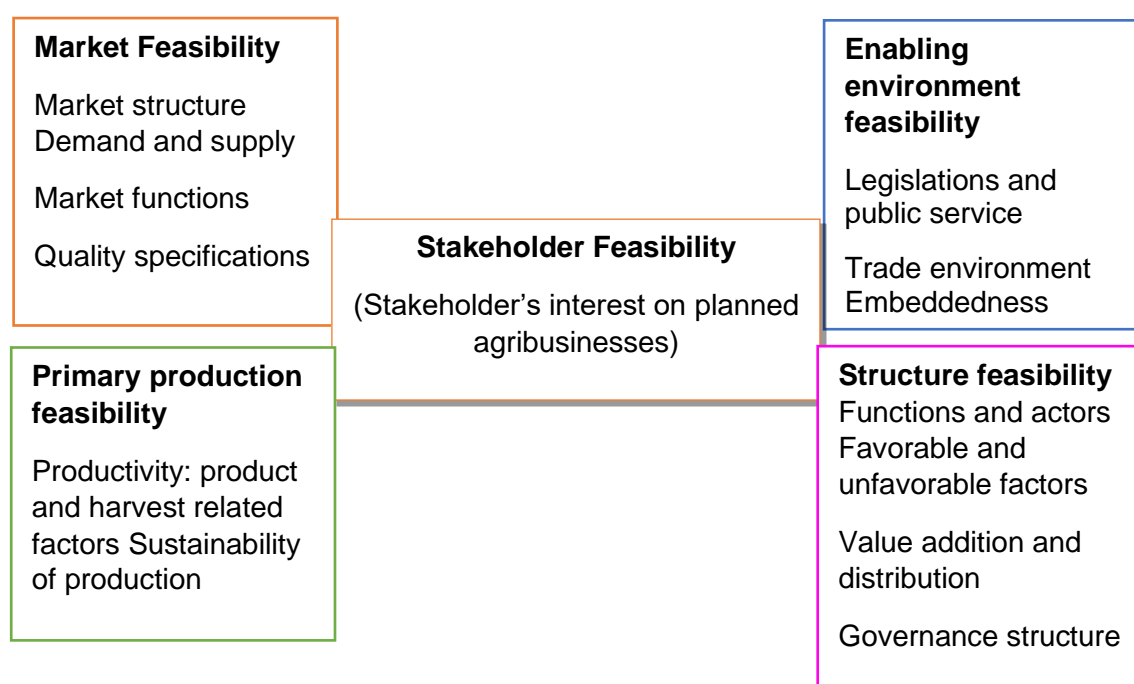 Market Feasibility
Market structure
Demand and supply
Market functions
Quality specifications
Enabling
environment
feasibility
Legislations and
public service
Trade environment
Embeddedness
Stakeholder Feasibility
(Stakeholder’s interest on planned
agribusinesses)
Primary production
feasibility
Productivity: product
and harvest related
factors Sustainability
of production
Structure feasibility
Functions and actors
Favorable and
unfavorable factors
Value addition and
distribution
Governance structure